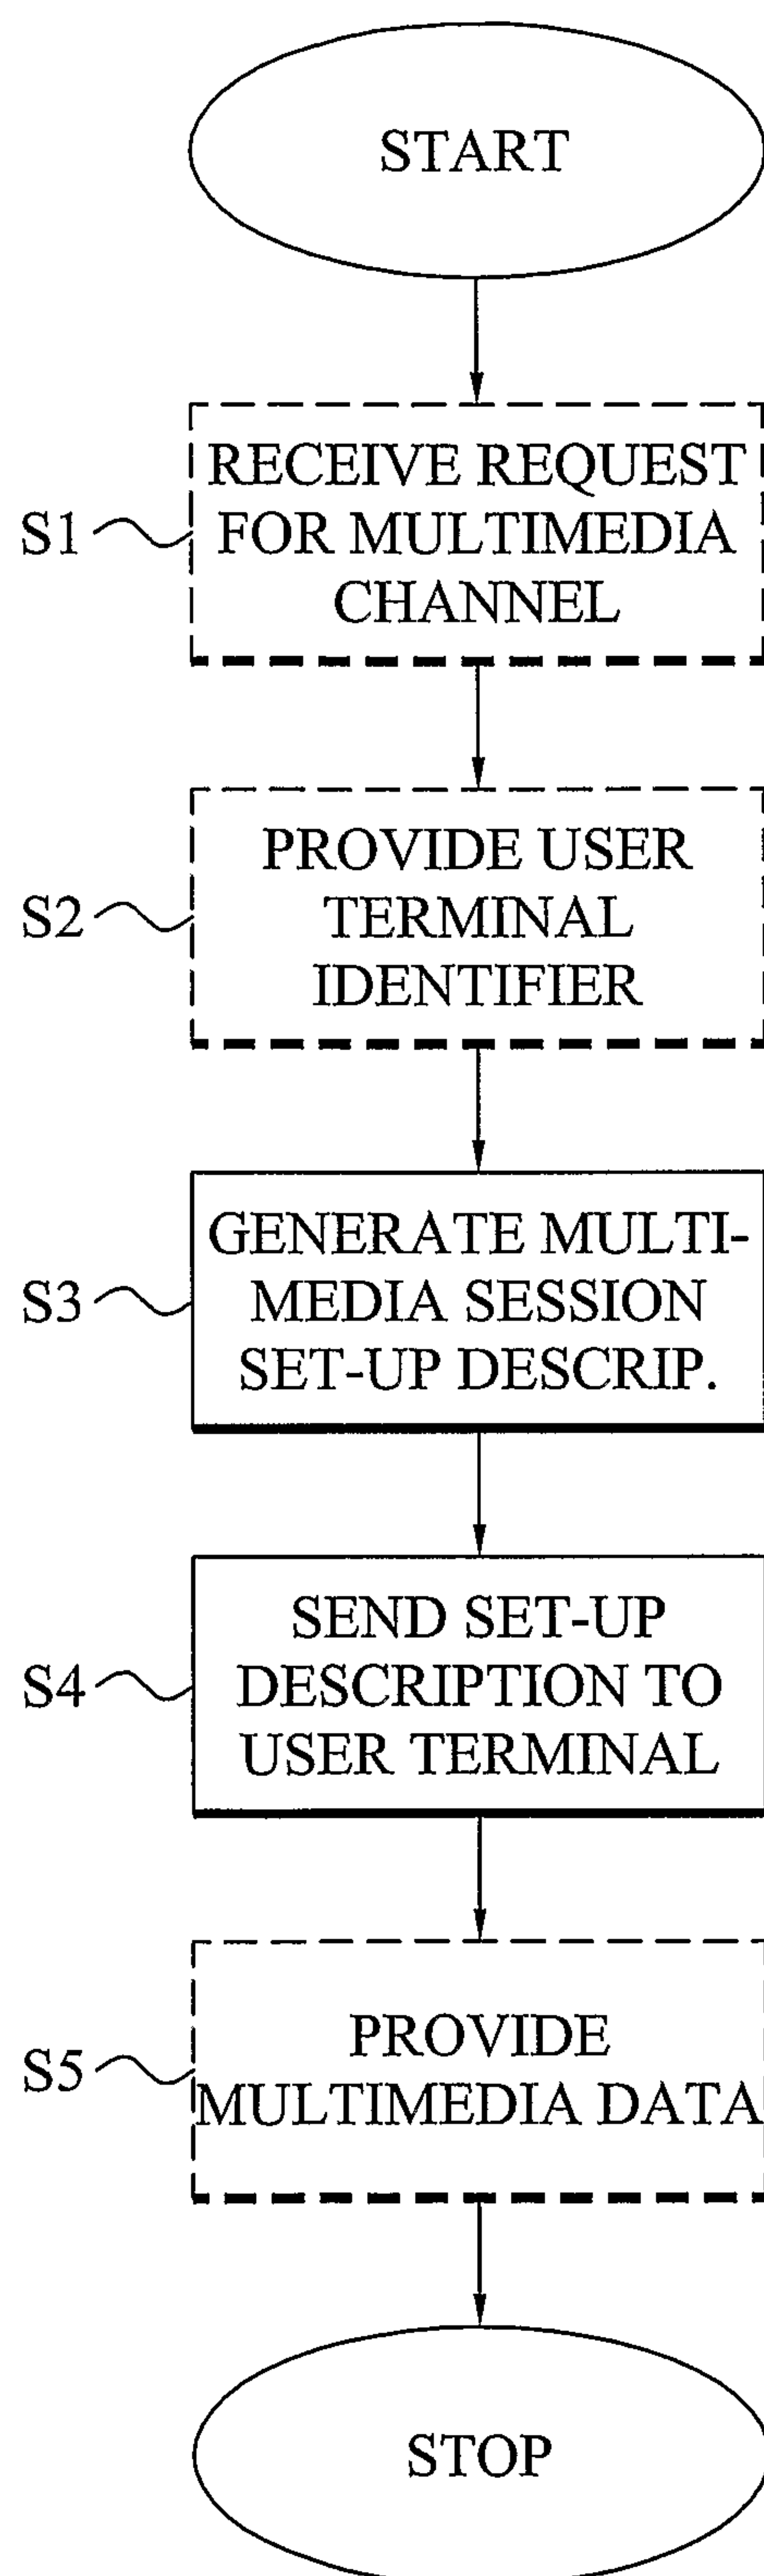 START
RECEIVE REQUEST
S1
FOR MULTIMEDIA
CHANNEL
PROVIDE USER
S2
TERMINAL
IDENTIFIER
GENERATE MULTI-
S3
MEDIA SESSION
SET-UP DESCRIP.
SEND SET-UP
S4
DESCRIPTION TO
USER TERMINAL
PROVIDE
S5
MULTIMEDIA DATA
STOP